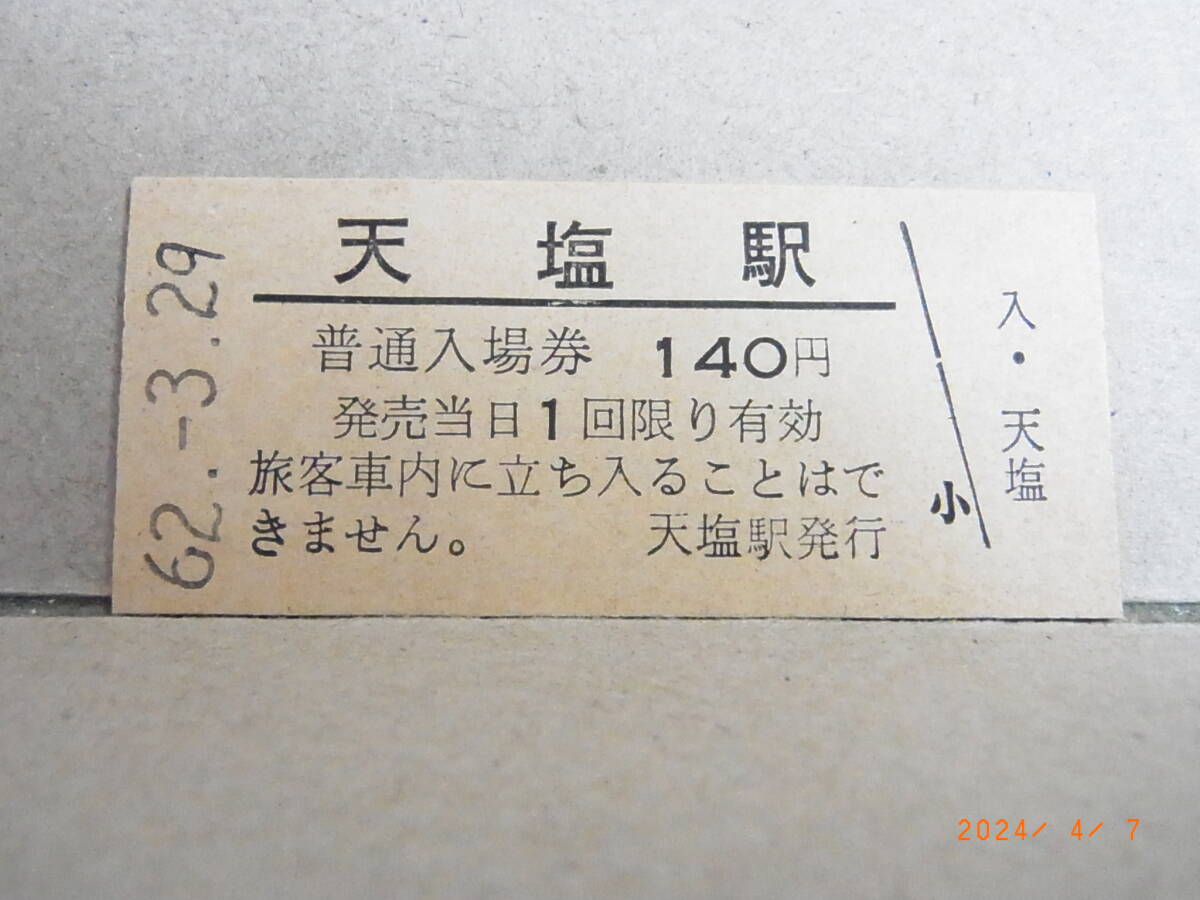 天塩駅
普通入場券 140円
発売当日1回限り有効
旅客車内に立ち入ることはで
きません。 天塩駅発行
62.-3.29
小
入・天塩
2024/ 4/ 7